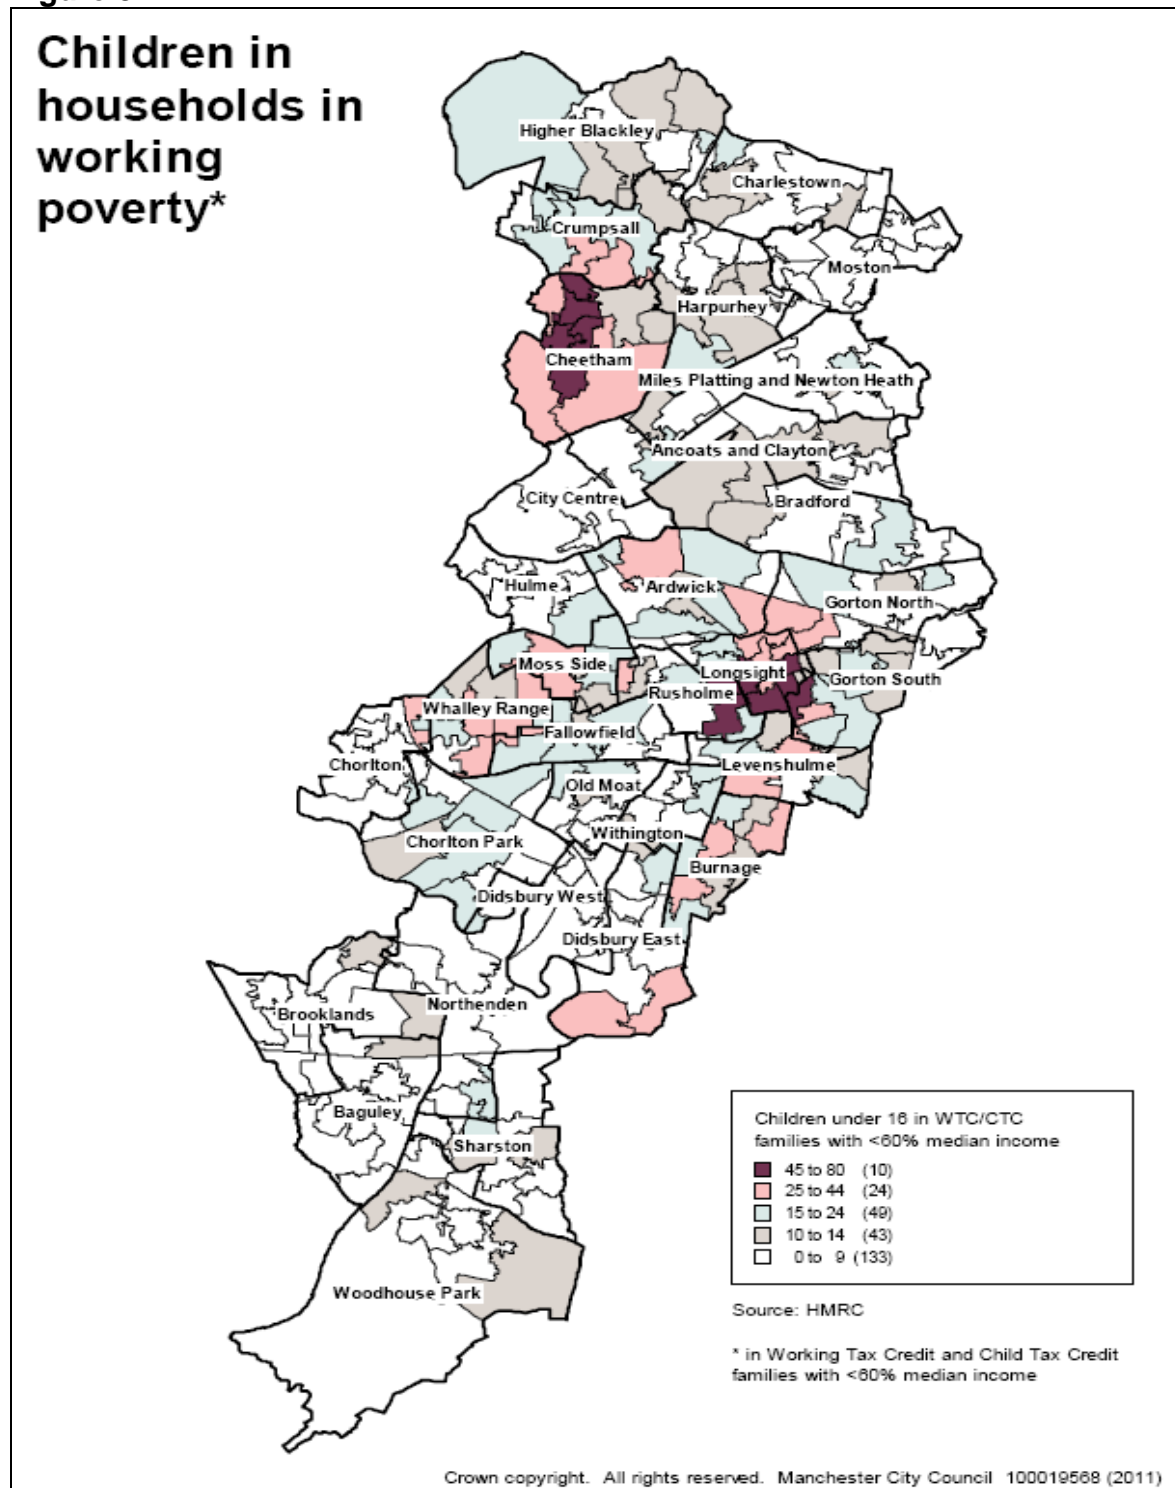 Children in
households in
working
poverty*
Higher Blackley
Charlestown
Crumpsall
Moston
Harpurhey
Cheetham
Miles Platting and Newton Heath
Ancoats and Clayton
City Centre
Bradford
Hulme
Ardwick
Gorton North
Moss Side
Longsight
Gorton South
Rusholme
Whalley Range
Fallowfield
Chorlton
Levenshulme
Old Moat
Withington
Chorlton Park
Burnage
Didsbury West
Didsbury East
Northenden
Brooklands
Baguley
Sharston
Woodhouse Park
Children under 16 in WTC/CTC
families with <60% median income
45 to 80 (10)
25 to 44 (24)
15 to 24 (49)
10 to 14 (43)
0 to 9 (133)
Source: HMRC
* in Working Tax Credit and Child Tax Credit
families with <60% median income
Crown copyright. All rights reserved. Manchester City Council 100019568 (2011)